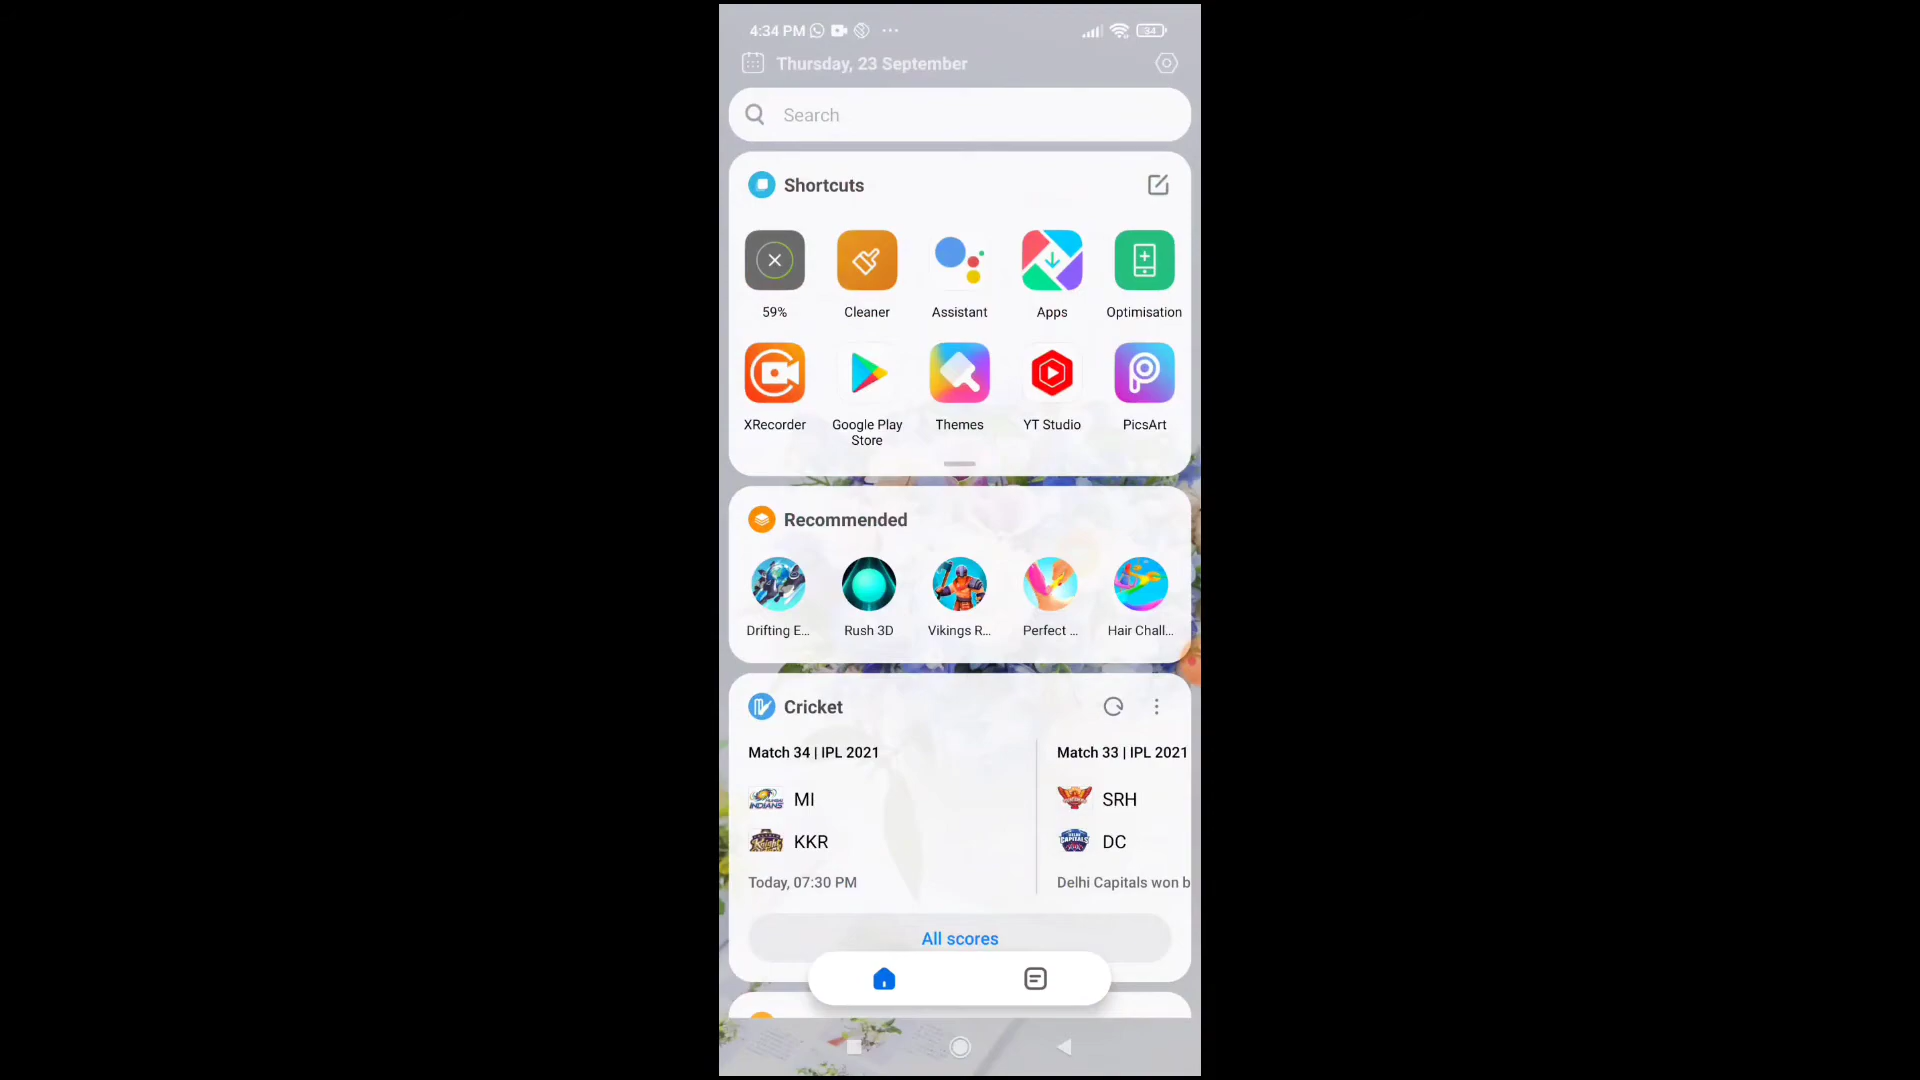 4:34 PM
34
Thursday, 23 September
Search
Shortcuts
59%
Cleaner
Assistant
Apps
Optimisation
XRecorder
Google Play
Store
Themes
YT Studio
PicsArt
Recommended
Drifting E...
Rush 3D
Vikings R...
Perfect ...
Hair Chall...
Cricket
Match 34 | IPL 2021
MI
KKR
Today, 07:30 PM
Match 33 | IPL 2021
SRH
DC
Delhi Capitals won b
All scores